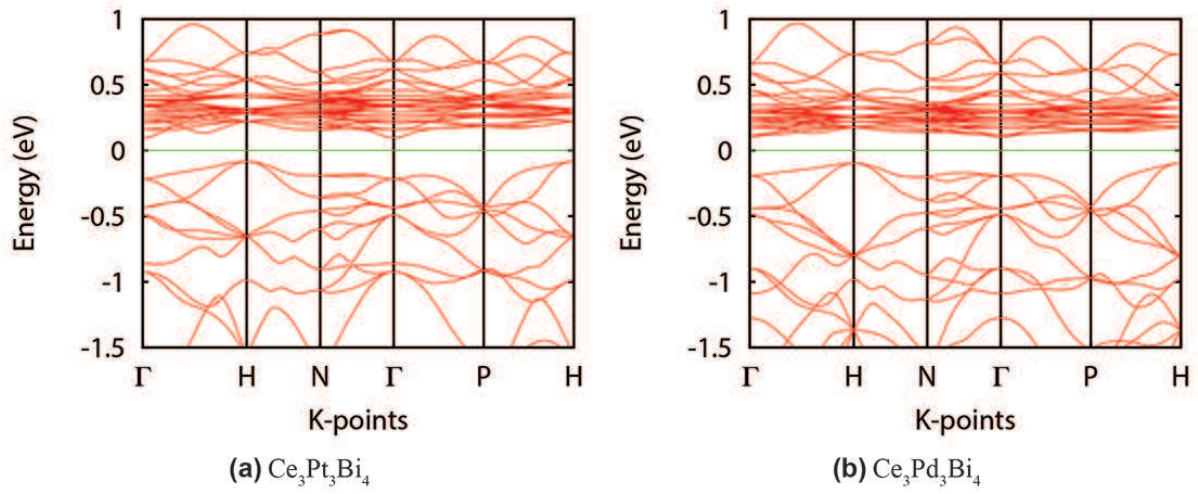 1
0.5
0
-0.5
-1
-1.5
Energy (eV)
Γ H N Γ P H
K-points
(a) Ce₃Pt₃Bi₄
1
0.5
0
-0.5
-1
-1.5
Energy (eV)
Γ H N Γ P H
K-points
(b) Ce₃Pd₃Bi₄